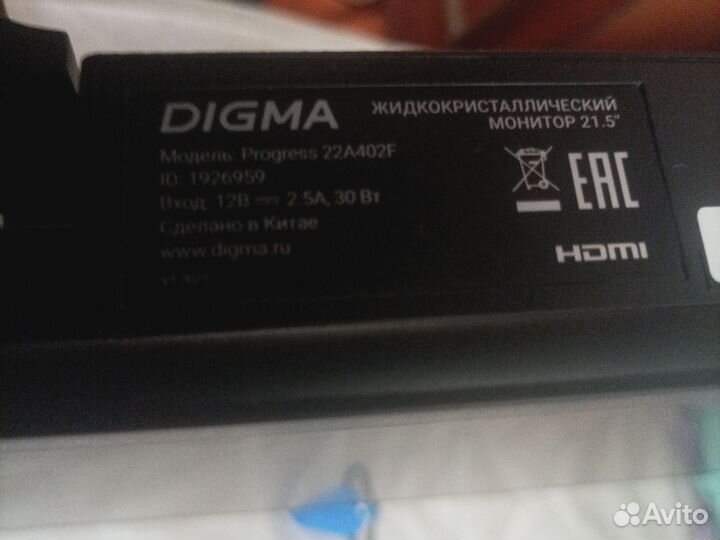 DIGMA
ЖИДКОКРИСТАЛЛИЧЕСКИЙ
МОНИТОР 21.5"
Модель: Progress 22A402F
ID: 1926959
Вход: 12В ⎓ 2.5А, 30 Вт
Сделано в Китае
www.digma.ru
EAC
HDMI
Avito